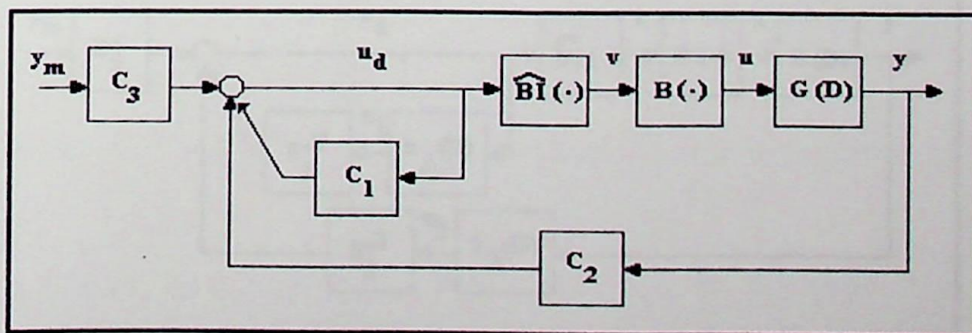 y_m
C_3
u_d
B̂I(·)
v
B(·)
u
G(D)
y
C_1
C_2